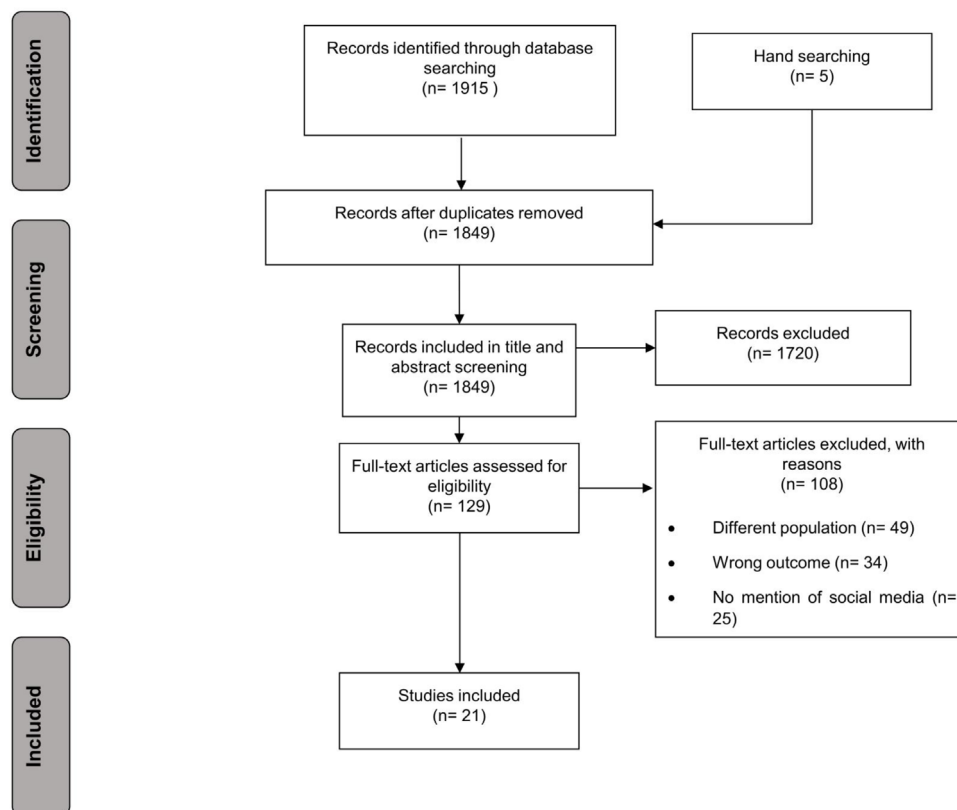 Identification
Records identified through database
searching
(n= 1915 )
Hand searching
(n= 5)
Records after duplicates removed
(n= 1849)
Screening
Records included in title and
abstract screening
(n= 1849)
Records excluded
(n= 1720)
Eligibility
Full-text articles assessed for
eligibility
(n= 129)
Full-text articles excluded, with
reasons
(n= 108)
• Different population (n= 49)
• Wrong outcome (n= 34)
• No mention of social media (n=
25)
Included
Studies included
(n= 21)